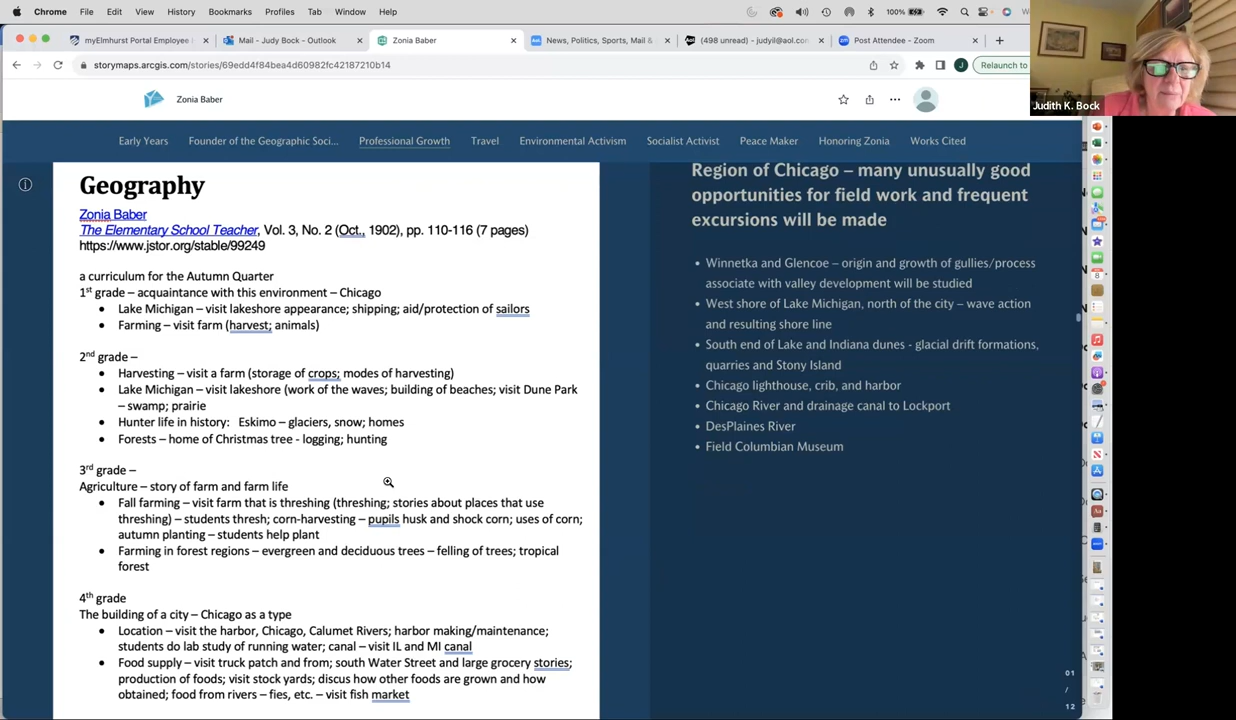 Chrome File Edit View History Bookmarks Profiles Tab Window Help
100%
myElmhurst Portal Employee
Mail - Judy Bock - Outlook
Zonia Baber
News, Politics, Sports, Mail &
(498 unread) - judyil@aol.com
Post Attendee - Zoom
storymaps.arcgis.com/stories/69edd4f84bea4d60982fc42187210b14
J
Relaunch to
Judith K. Bock
Zonia Baber
Early Years Founder of the Geographic Soci... Professional Growth Travel Environmental Activism Socialist Activist Peace Maker Honoring Zonia Works Cited
Geography
Zonia Baber
The Elementary School Teacher, Vol. 3, No. 2 (Oct., 1902), pp. 110-116 (7 pages)
https://www.jstor.org/stable/99249
a curriculum for the Autumn Quarter
1st grade – acquaintance with this environment – Chicago
• Lake Michigan – visit lakeshore appearance; shipping; aid/protection of sailors
• Farming – visit farm (harvest; animals)
2nd grade –
• Harvesting – visit a farm (storage of crops; modes of harvesting)
• Lake Michigan – visit lakeshore (work of the waves; building of beaches; visit Dune Park
– swamp; prairie
• Hunter life in history: Eskimo – glaciers, snow; homes
• Forests – home of Christmas tree - logging; hunting
3rd grade –
Agriculture – story of farm and farm life
• Fall farming – visit farm that is threshing (threshing; stories about places that use
threshing) – students thresh; corn-harvesting – pupils husk and shock corn; uses of corn;
autumn planting – students help plant
• Farming in forest regions – evergreen and deciduous trees – felling of trees; tropical
forest
4th grade
The building of a city – Chicago as a type
• Location – visit the harbor, Chicago, Calumet Rivers; harbor making/maintenance;
students do lab study of running water; canal – visit IL and MI canal
• Food supply – visit truck patch and from; south Water Street and large grocery stories;
production of foods; visit stock yards; discuss how other foods are grown and how
obtained; food from rivers – fies, etc. – visit fish market
Region of Chicago – many unusually good
opportunities for field work and frequent
excursions will be made
• Winnetka and Glencoe – origin and growth of gullies/process
associate with valley development will be studied
• West shore of Lake Michigan, north of the city – wave action
and resulting shore line
• South end of Lake and Indiana dunes - glacial drift formations,
quarries and Stony Island
• Chicago lighthouse, crib, and harbor
• Chicago River and drainage canal to Lockport
• DesPlaines River
• Field Columbian Museum
01
/
12